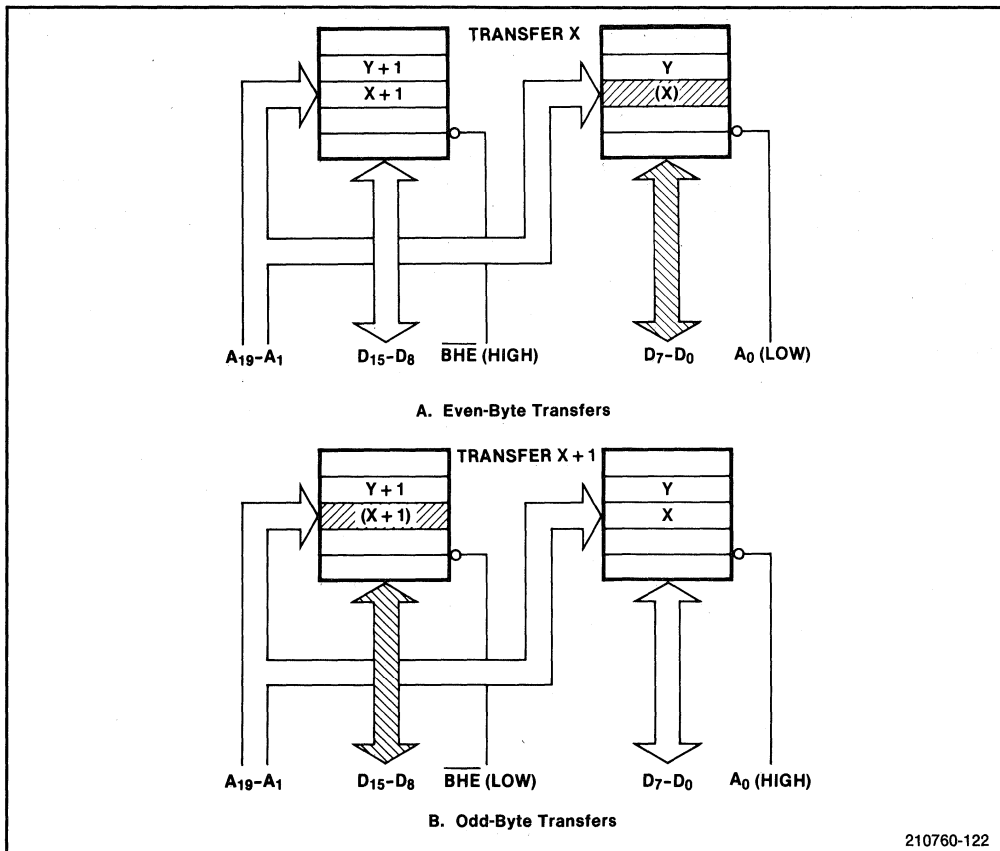 TRANSFER X
Y + 1
Y
X + 1
(X)
A19-A1
D15-D8
BHE (HIGH)
D7-D0
A0 (LOW)
A. Even-Byte Transfers
TRANSFER X + 1
Y + 1
Y
(X + 1)
X
A19-A1
D15-D8
BHE (LOW)
D7-D0
A0 (HIGH)
B. Odd-Byte Transfers
210760-122